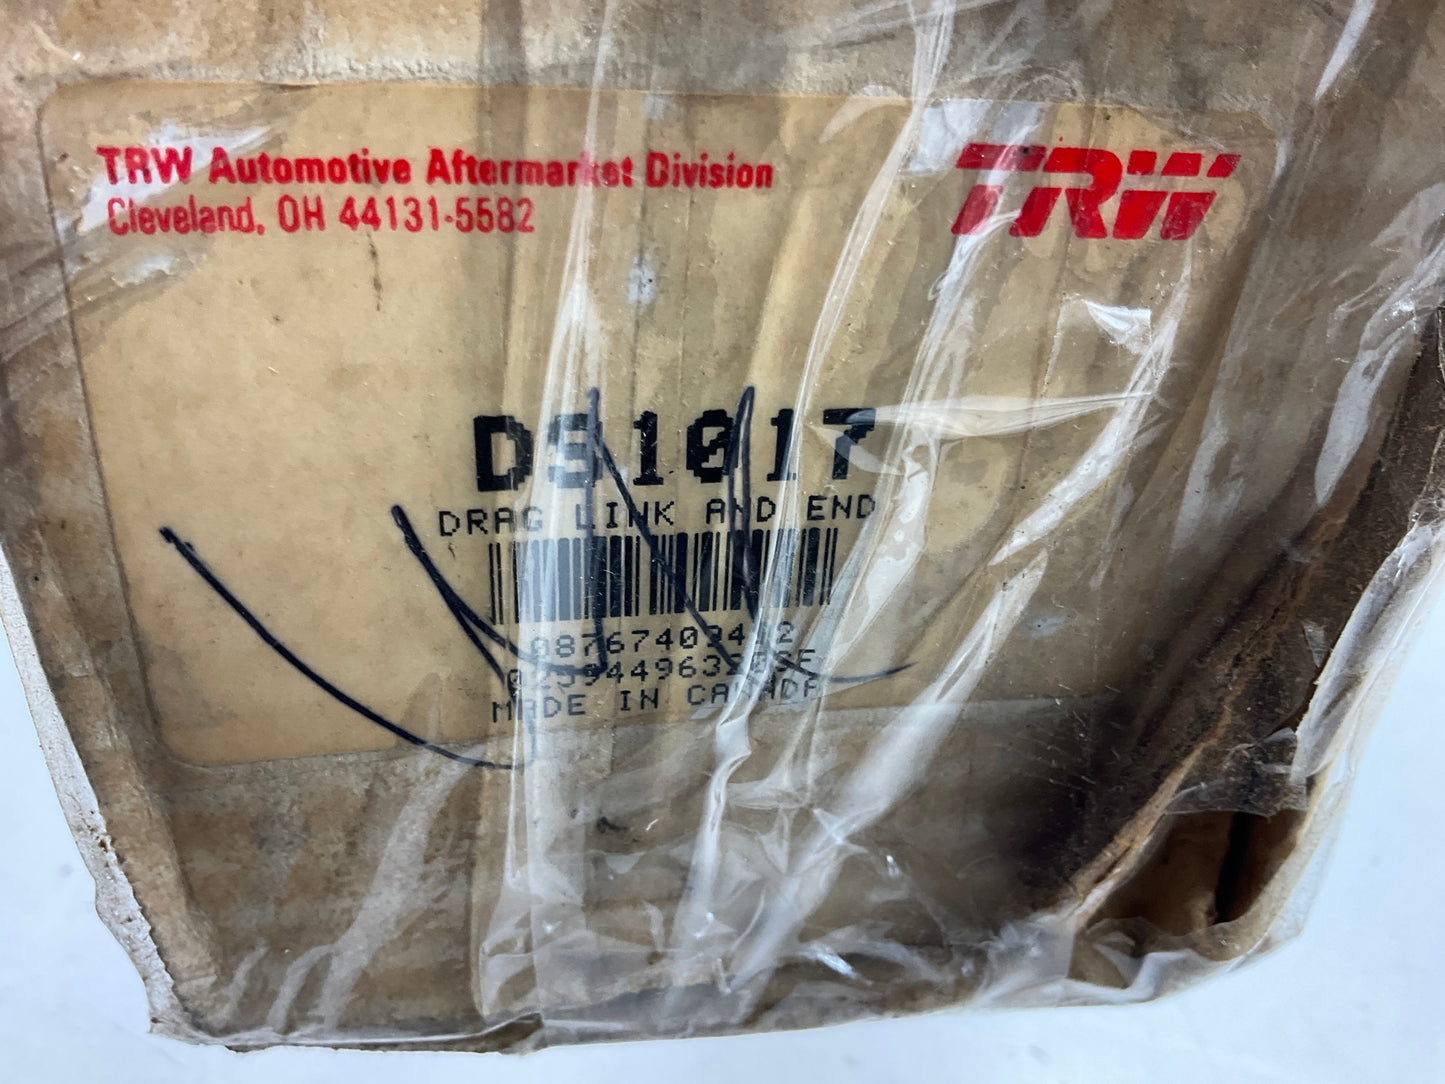 TRW Automotive Aftermarket Division
Cleveland, OH 44131-5582
TRW
DS1017
DRAG LINK AND END
MADE IN CANADA